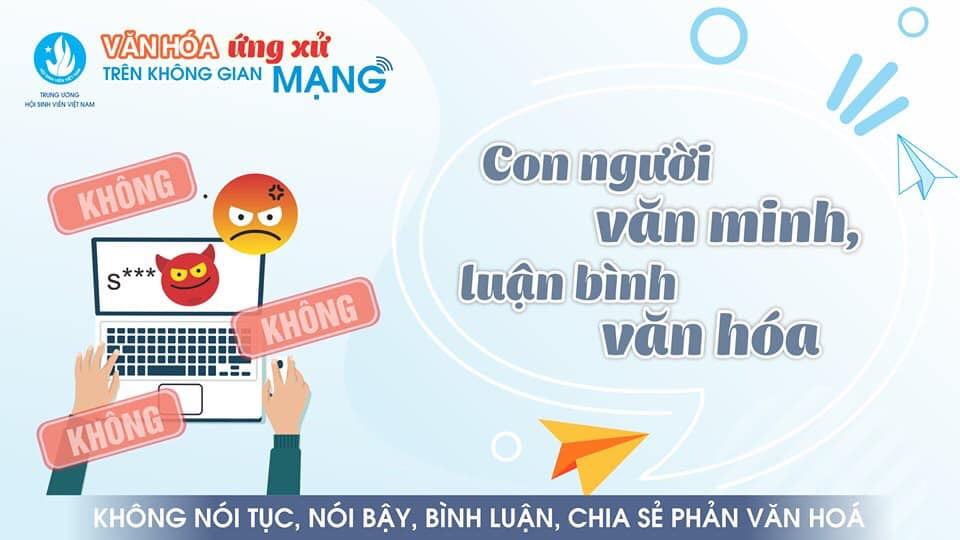 VĂN HÓA ứng xử
TRÊN KHÔNG GIAN MẠNG
TRUNG ƯƠNG
HỘI SINH VIÊN VIỆT NAM
KHÔNG
s***
KHÔNG
KHÔNG
Con người
văn minh,
luận bình
văn hóa
KHÔNG NÓI TỤC, NÓI BẬY, BÌNH LUẬN, CHIA SẺ PHẢN VĂN HOÁ